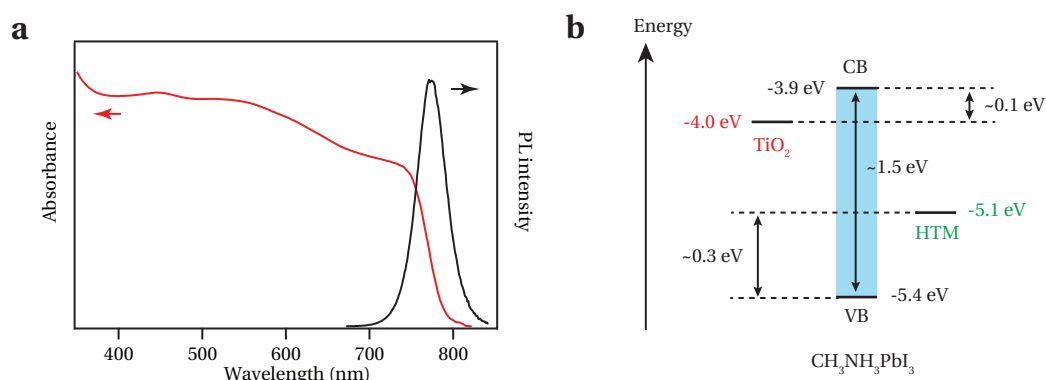 a
Absorbance
PL intensity
400 500 600 700 800
Wavelength (nm)
b
Energy
CB
-3.9 eV
~0.1 eV
-4.0 eV
TiO₂
~1.5 eV
-5.1 eV
HTM
~0.3 eV
-5.4 eV
VB
CH₃NH₃PbI₃